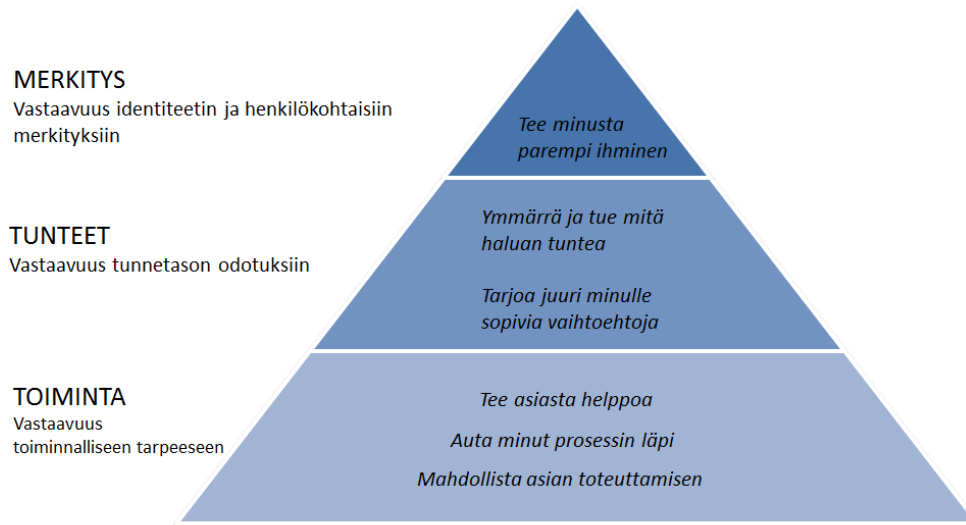 MERKITYS
Vastaavuus identiteetin ja henkilökohtaisiin
merkityksiin
Tee minusta
parempi ihminen
TUNTEET
Vastaavuus tunnetason odotuksiin
Ymmärrä ja tue mitä
haluan tuntea
Tarjoa juuri minulle
sopivia vaihtoehtoja
TOIMINTA
Vastaavuus
toiminnalliseen tarpeeseen
Tee asiasta helppoa
Auta minut prosessin läpi
Mahdollista asian toteuttamisen